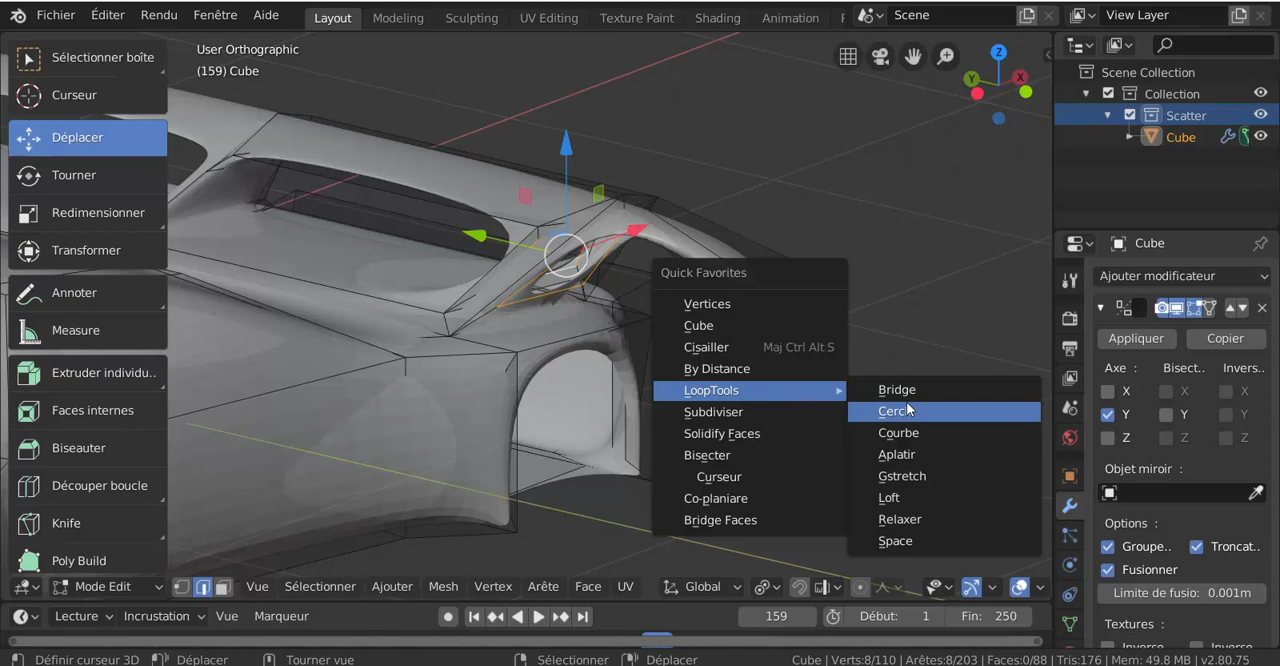 Fichier Éditer Rendu Fenêtre Aide Layout Modeling Sculpting UV Editing Texture Paint Shading Animation Scene View Layer
Sélectionner boîte
Curseur
Déplacer
Tourner
Redimensionner
Transformer
Annoter
Measure
Extruder individu..
Faces internes
Biseauter
Découper boucle
Knife
Poly Build
User Orthographic
(159) Cube
Z
Y
X
Quick Favorites
Vertices
Cube
Cisailler Maj Ctrl Alt S
By Distance
LoopTools
Subdiviser
Solidify Faces
Bisecter
Curseur
Co-planiare
Bridge Faces
Bridge
Courbe
Aplatir
Gstretch
Loft
Relaxer
Space
Scene Collection
Collection
Scatter
Cube
Cube
Ajouter modificateur
Appliquer Copier
Axe : Bisect.. Invers..
X X X
Y Y Y
Z Z Z
Objet miroir :
Options :
Groupe.. Troncat..
Fusionner
Limite de fusio: 0.001m
Textures :
Mode Edit Vue Sélectionner Ajouter Mesh Vertex Arête Face UV Global
Lecture Incrustation Vue Marqueur 159 Début: 1 Fin: 250
Définir curseur 3D Déplacer Tourner vue Sélectionner Déplacer Cube | Verts:8/110 | Arêtes:8/203 | Faces:0/88 | Tris:176 | Mem: 49.8 MB | v2.80.75